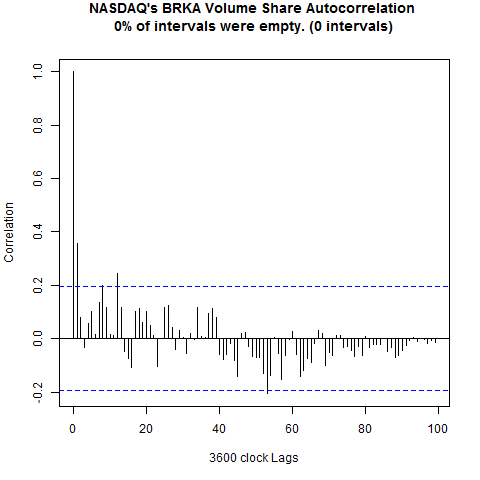 NASDAQ's BRKA Volume Share Autocorrelation
0% of intervals were empty. (0 intervals)
Correlation
1.0
0.8
0.6
0.4
0.2
0.0
-0.2
0 20 40 60 80 100
3600 clock Lags